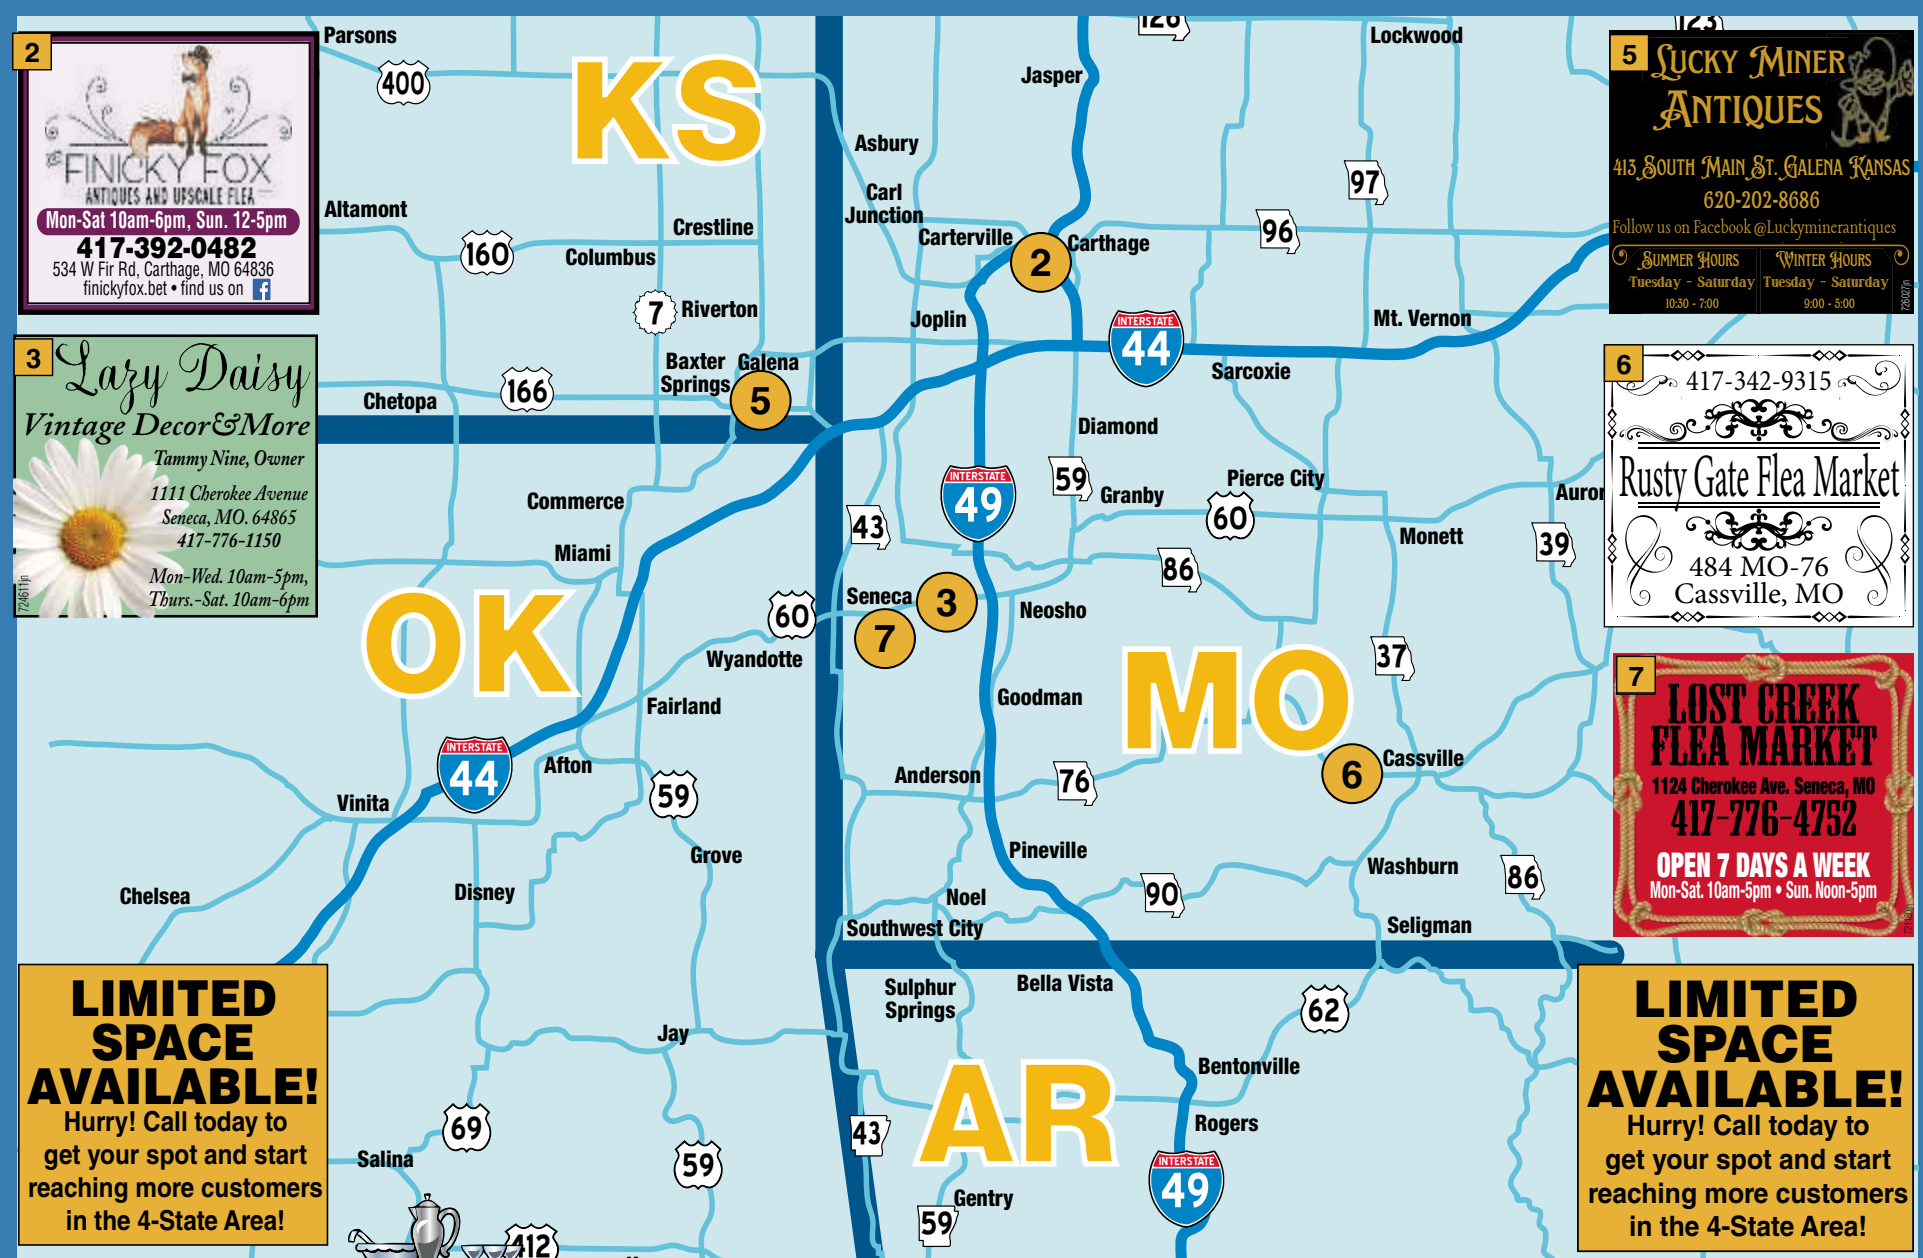 2
THE
FINICKY FOX
ANTIQUES AND UPSCALE FLEA
Mon-Sat 10am-6pm, Sun. 12-5pm
417-392-0482
534 W Fir Rd, Carthage, MO 64836
finickyfox.bet • find us on f
3
Lazy Daisy
Vintage Decor&More
Tammy Nine, Owner
1111 Cherokee Avenue
Seneca, MO. 64865
417-776-1150
Mon-Wed. 10am-5pm,
Thurs.-Sat. 10am-6pm
724611jn
LIMITED
SPACE
AVAILABLE!
Hurry! Call today to
get your spot and start
reaching more customers
in the 4-State Area!
Parsons
400
KS
Altamont
160
Columbus
Crestline
7
Riverton
Baxter
Springs
Galena
5
166
Chetopa
126
Lockwood
123
Jasper
Asbury
Carl
Junction
97
96
Carterville
2
Carthage
Joplin
INTERSTATE
44
Mt. Vernon
Sarcoxie
Diamond
INTERSTATE
49
59
Granby
Pierce City
60
Auror
43
Monett
39
86
Commerce
Miami
OK
60
Wyandotte
Seneca
3
7
Neosho
MO
37
Fairland
Goodman
INTERSTATE
44
Afton
59
Vinita
Anderson
76
6
Cassville
Grove
Pineville
Washburn
86
Chelsea
Disney
Noel
90
Southwest City
Seligman
Sulphur
Springs
Bella Vista
62
Jay
Bentonville
AR
69
43
Rogers
Salina
59
INTERSTATE
49
Gentry
59
412
5
Lucky Miner
Antiques
413 South Main St. Galena Kansas
620-202-8686
Follow us on Facebook @Luckyminerantiques
Summer Hours
Tuesday - Saturday
10:30 - 7:00
Winter Hours
Tuesday - Saturday
9:00 - 5:00
726027jn
6
417-342-9315
Rusty Gate Flea Market
484 MO-76
Cassville, MO
7
LOST CREEK
FLEA MARKET
1124 Cherokee Ave. Seneca, MO
417-776-4752
OPEN 7 DAYS A WEEK
Mon-Sat. 10am-5pm • Sun. Noon-5pm
LIMITED
SPACE
AVAILABLE!
Hurry! Call today to
get your spot and start
reaching more customers
in the 4-State Area!